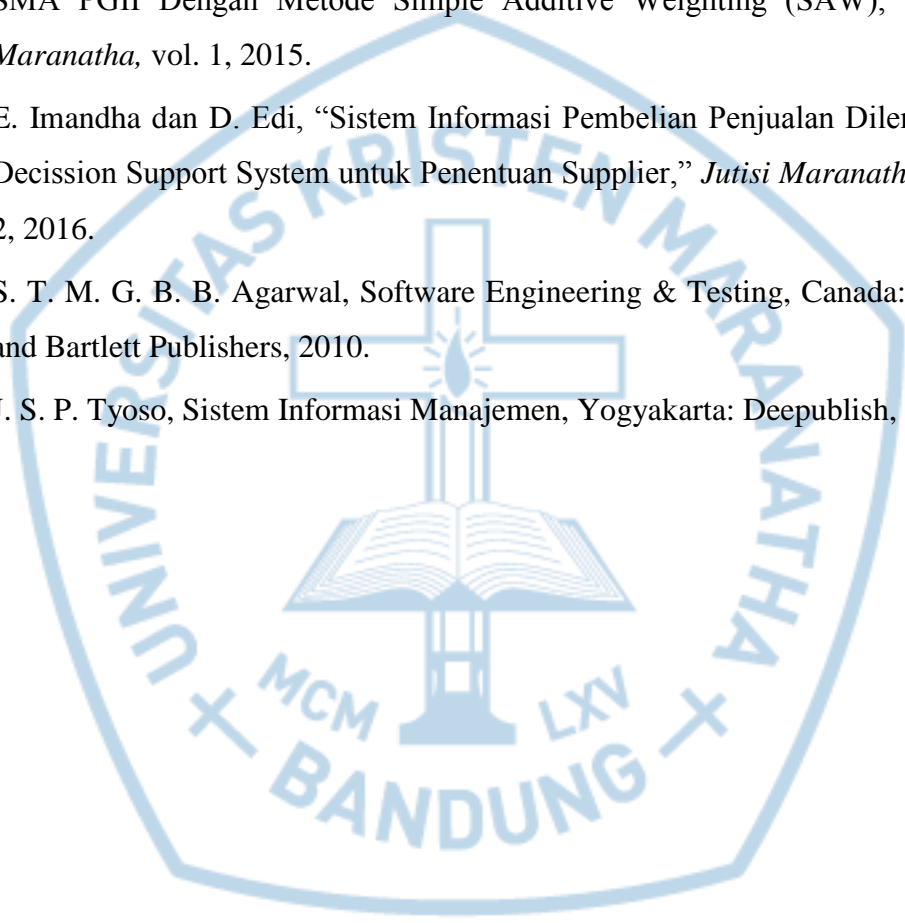 SMA PGII Dengan Metode Simple Additive Weighting (SAW),
Maranatha, vol. 1, 2015.
E. Imandha dan D. Edi, “Sistem Informasi Pembelian Penjualan
Decission Support System untuk Penentuan Supplier,” Jutisi
2, 2016.
S. T. M. G. B. B. Agarwal, Software Engineering & Testing, Canada:
and Bartlett Publishers, 2010.
J. S. P. Tyoso, Sistem Informasi Manajemen, Yogyakarta: Deepublish,
UNIVERSITAS KRISTEN MARANATHA
MCM LXV
BANDUNG